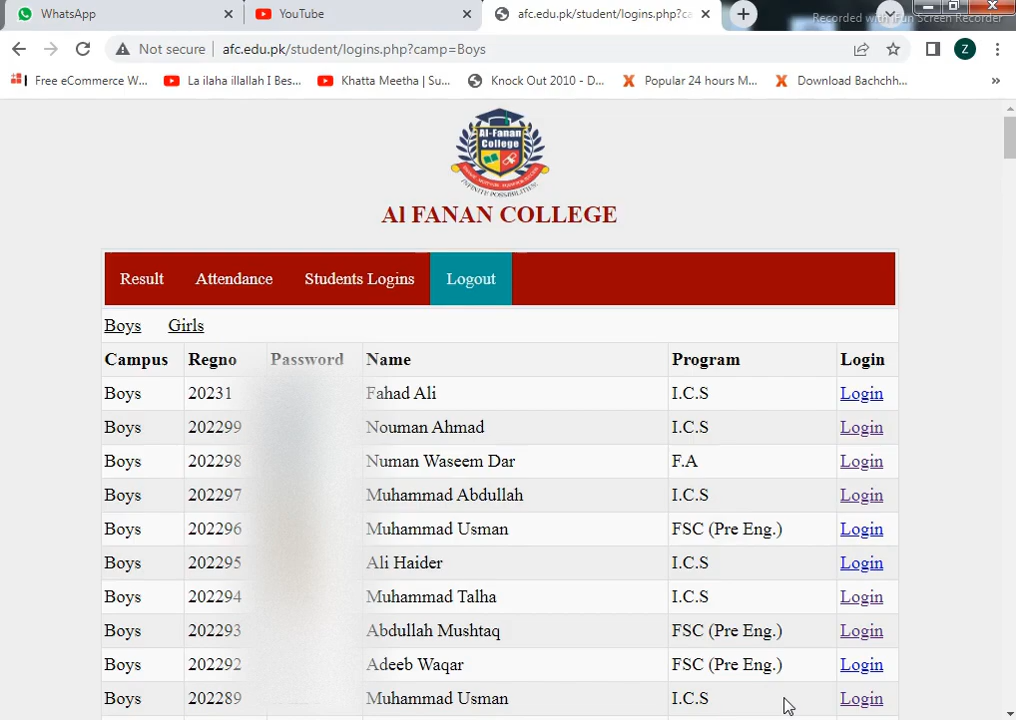 WhatsApp YouTube afc.edu.pk/student/logins.php?ca
Recorded with Fun Screen Recorder
Not secure afc.edu.pk/student/logins.php?camp=Boys Z
Free eCommerce W... La ilaha illallah I Bes... Khatta Meetha | Su... Knock Out 2010 - D... Popular 24 hours M... Download Bachchh... »
Al-Fanan
College
INFINITE POSSIBILITIES
Al FANAN COLLEGE
Result Attendance Students Logins Logout
Boys Girls
Campus Regno Password Name Program Login
Boys 20231 Fahad Ali I.C.S Login
Boys 202299 Nouman Ahmad I.C.S Login
Boys 202298 Numan Waseem Dar F.A Login
Boys 202297 Muhammad Abdullah I.C.S Login
Boys 202296 Muhammad Usman FSC (Pre Eng.) Login
Boys 202295 Ali Haider I.C.S Login
Boys 202294 Muhammad Talha I.C.S Login
Boys 202293 Abdullah Mushtaq FSC (Pre Eng.) Login
Boys 202292 Adeeb Waqar FSC (Pre Eng.) Login
Boys 202289 Muhammad Usman I.C.S Login